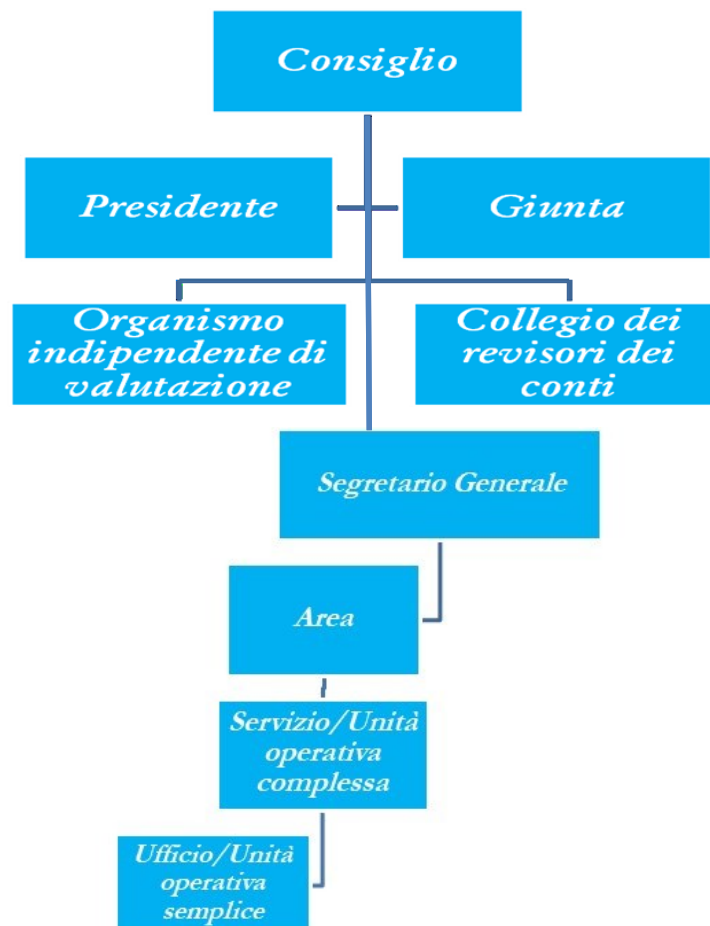 Consiglio
Presidente
Giunta
Organismo
indipendente di
valutazione
Collegio dei
revisori dei
conti
Segretario Generale
Area
Servizio/Unità
operativa
complessa
Ufficio/Unità
operativa
semplice